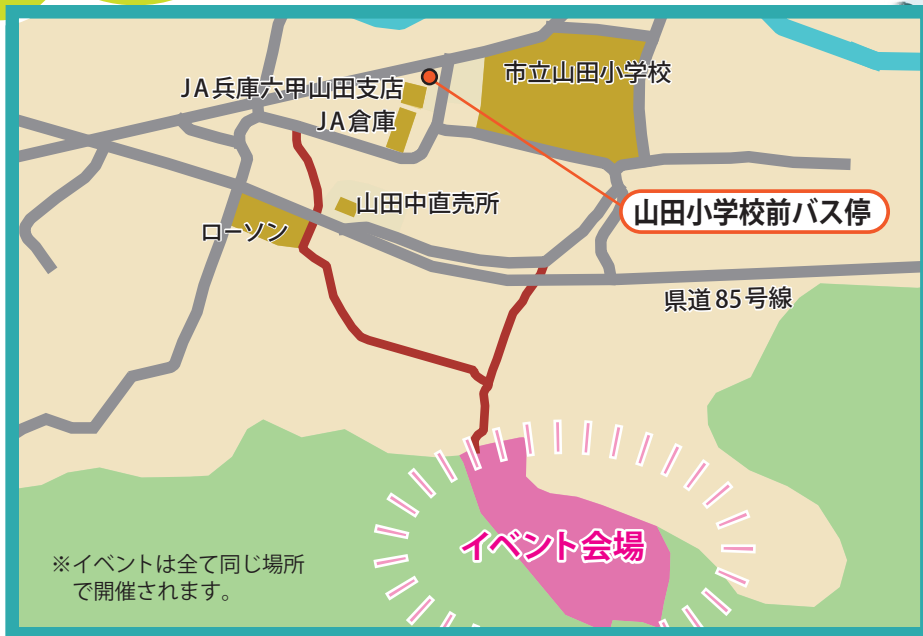 市立山田小学校
JA兵庫六甲山田支店
JA倉庫
山田中直売所
山田小学校前バス停
ローソン
県道85号線
イベント会場
※イベントは全て同じ場所
で開催されます。